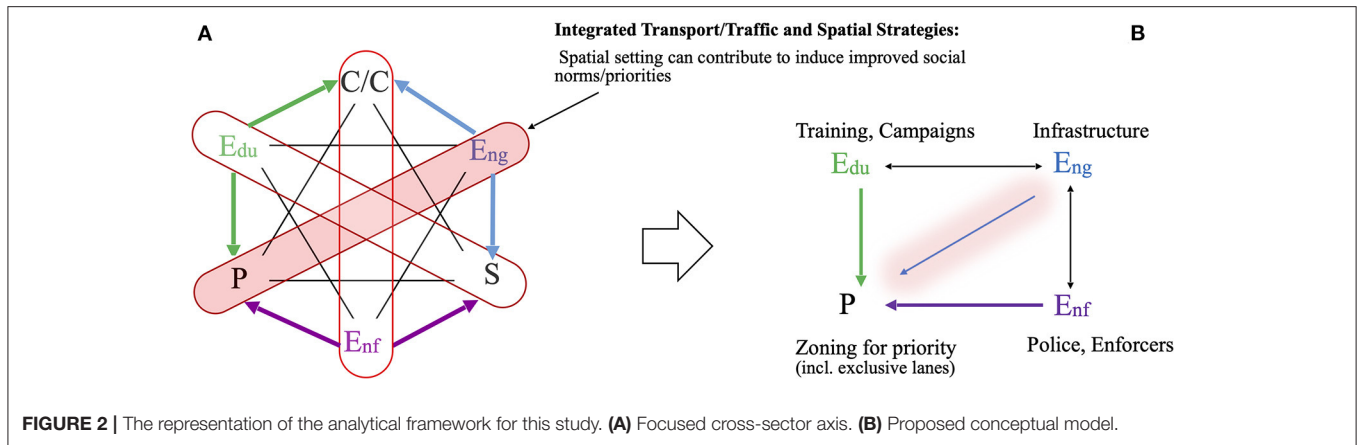 A
Integrated Transport/Traffic and Spatial Strategies:
Spatial setting can contribute to induce improved social
norms/priorities
B
C/C
Edu
Eng
P
S
Enf
Training, Campaigns
Infrastructure
Edu
Eng
P
Enf
Zoning for priority
(incl. exclusive lanes)
Police, Enforcers
FIGURE 2 | The representation of the analytical framework for this study. (A) Focused cross-sector axis. (B) Proposed conceptual model.